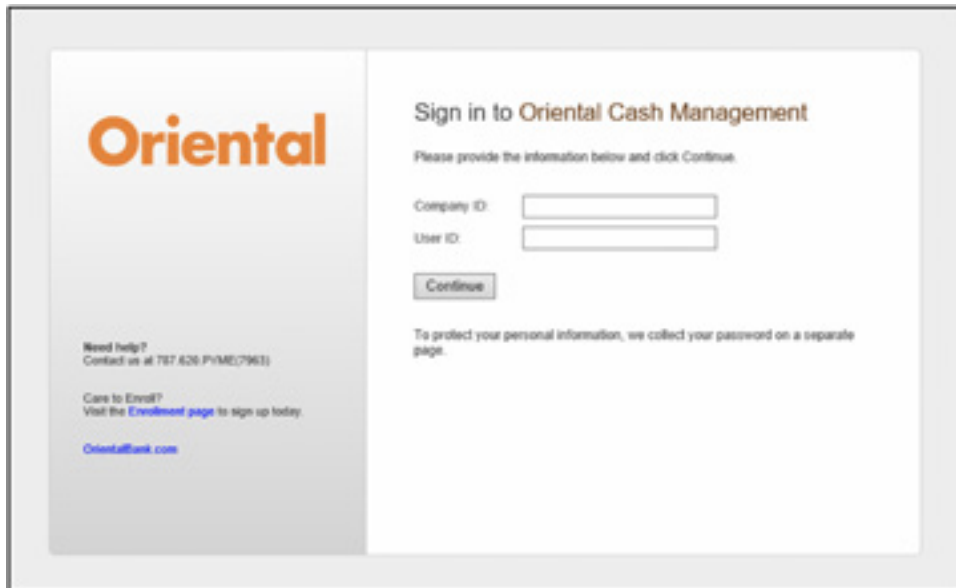 Oriental
Sign in to Oriental Cash Management
Please provide the information below and click Continue.
Company ID:
User ID:
Continue
To protect your personal information, we collect your password on a separate
page.
Need help?
Contact us at 787.620.PYME(7963)
Care to Enroll?
Visit the Enrollment page to sign up today.
OrientalBank.com